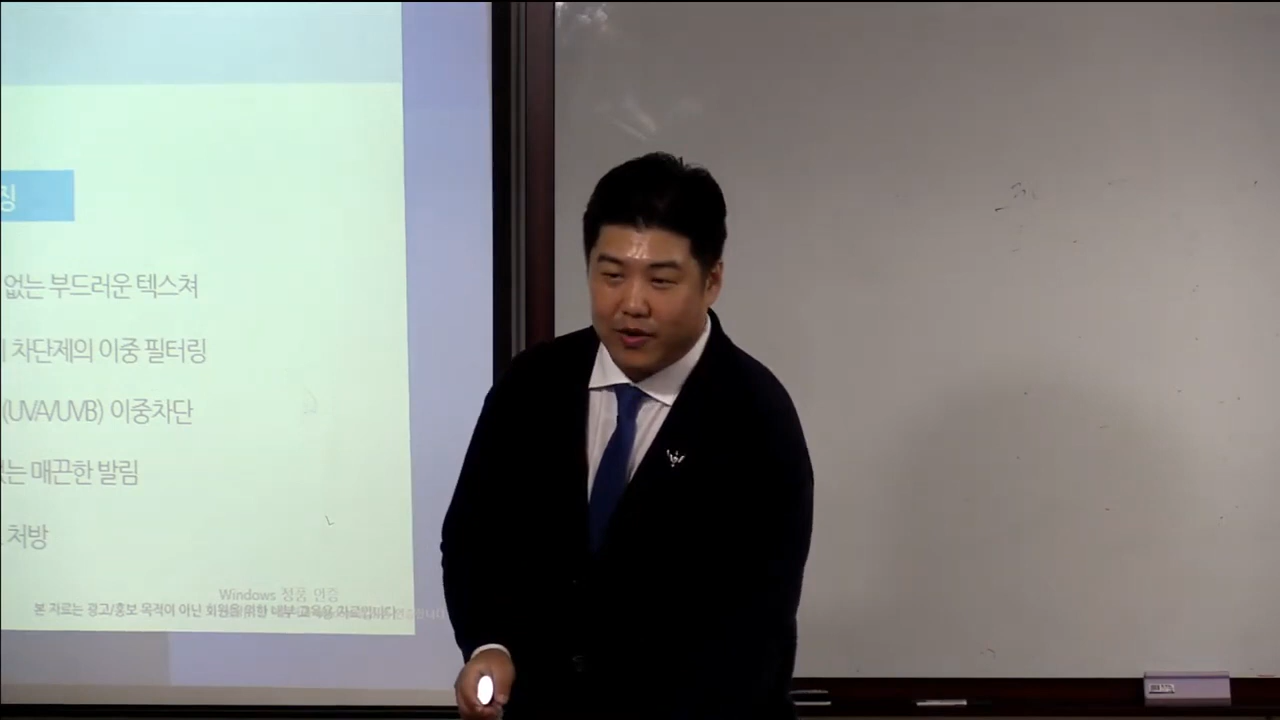 징
없는 부드러운 텍스쳐
차단제의 이중 필터링
(UVA/UVB) 이중차단
는 매끈한 발림
처방
Windows 정품 인증
본 자료는 광고/홍보 목적이 아닌 회원을 위한 내부 교육용 자료입니다